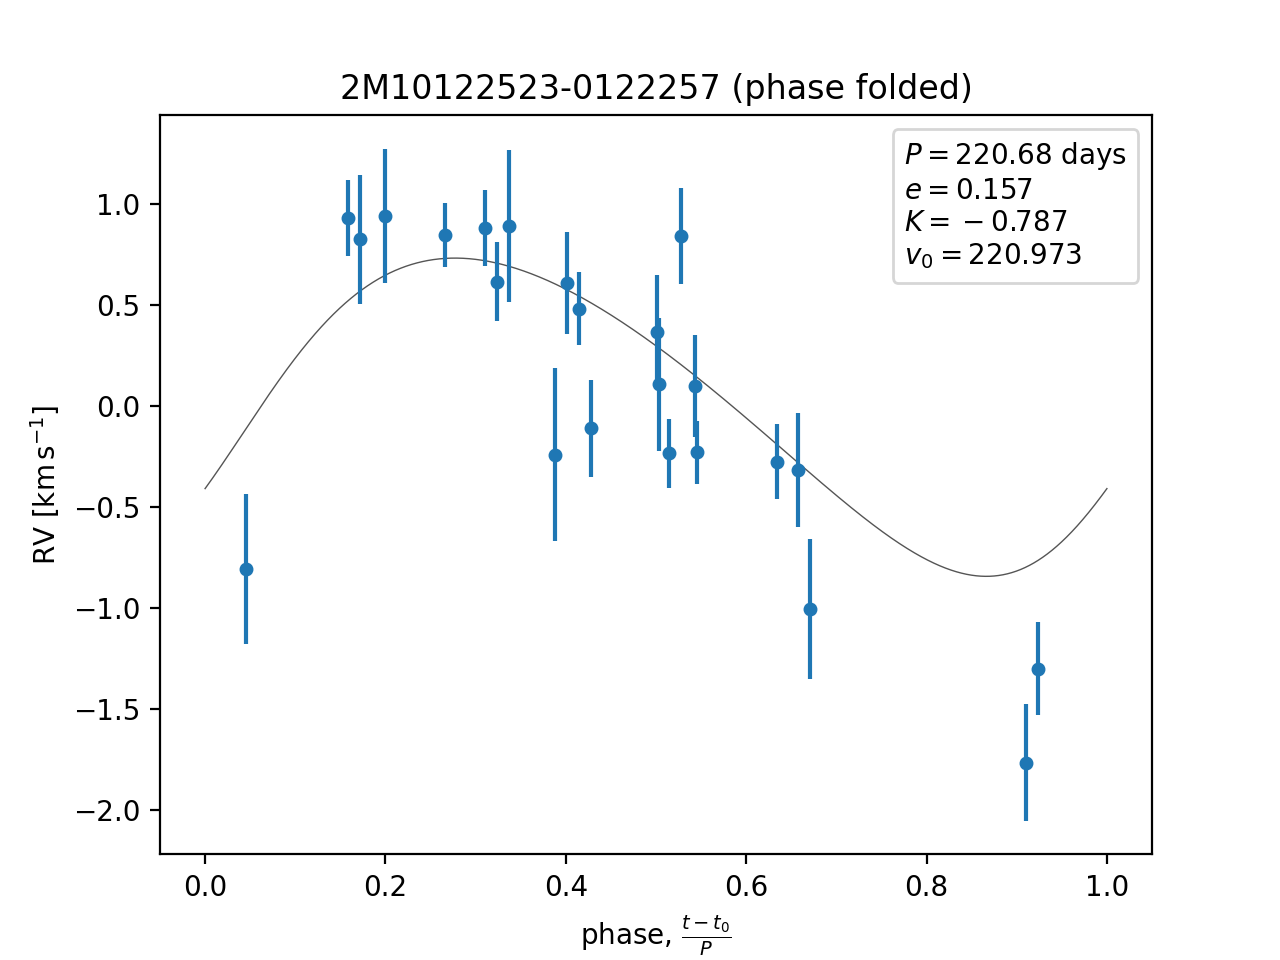 2M10122523-0122257 (phase folded)
P = 220.68 days
e = 0.157
K = −0.787
v₀ = 220.973
RV [km s⁻¹]
1.0
0.5
0.0
−0.5
−1.0
−1.5
−2.0
0.0 0.2 0.4 0.6 0.8 1.0
phase, (t − t₀)/P